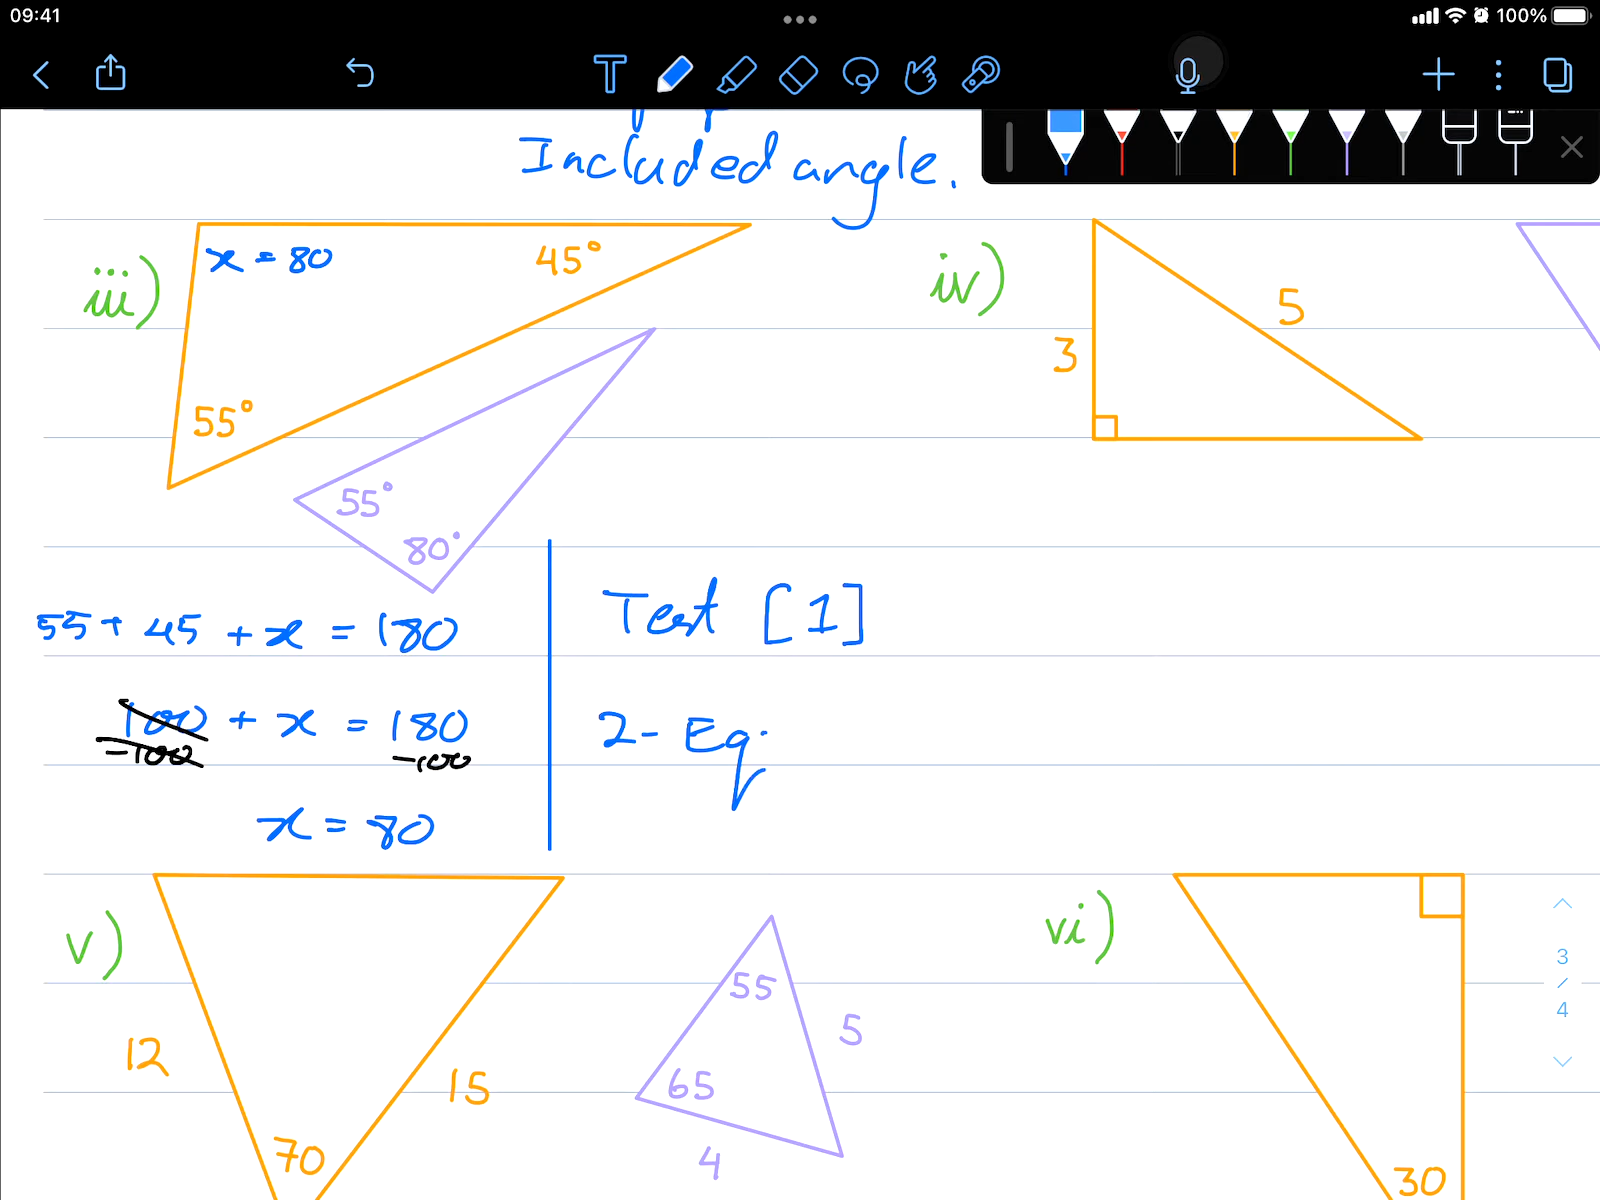 09:41
100%
Included angle.
iii)
x = 80
45°
55°
55°
80°
iv)
3
5
55 + 45 + x = 180
100 + x = 180
-100 -100
x = 80
Test [1]
2- Eq.
v)
12
15
70
55
65
5
4
vi)
30
3
/
4